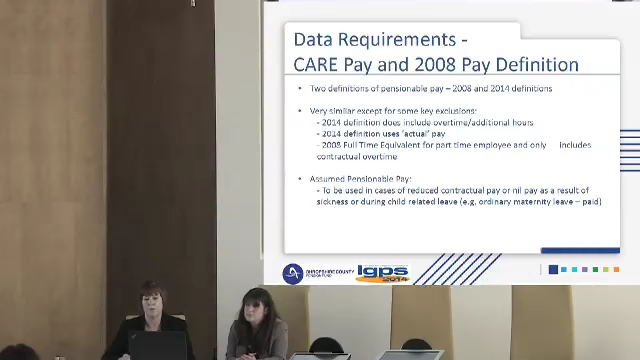 Data Requirements -
CARE Pay and 2008 Pay Definition
• Two definitions of pensionable pay – 2008 and 2014 definitions
• Very similar except for some key exclusions:
- 2014 definition does include overtime/additional hours
- 2014 definition uses 'actual' pay
- 2008 Full Time Equivalent for part time employee and only includes
contractual overtime
• Assumed Pensionable Pay:
- To be used in cases of reduced contractual pay or nil pay as a result of
sickness or during child related leave (e.g. ordinary maternity leave – paid)
SHROPSHIRE COUNTY
PENSION FUND
lgps
2014